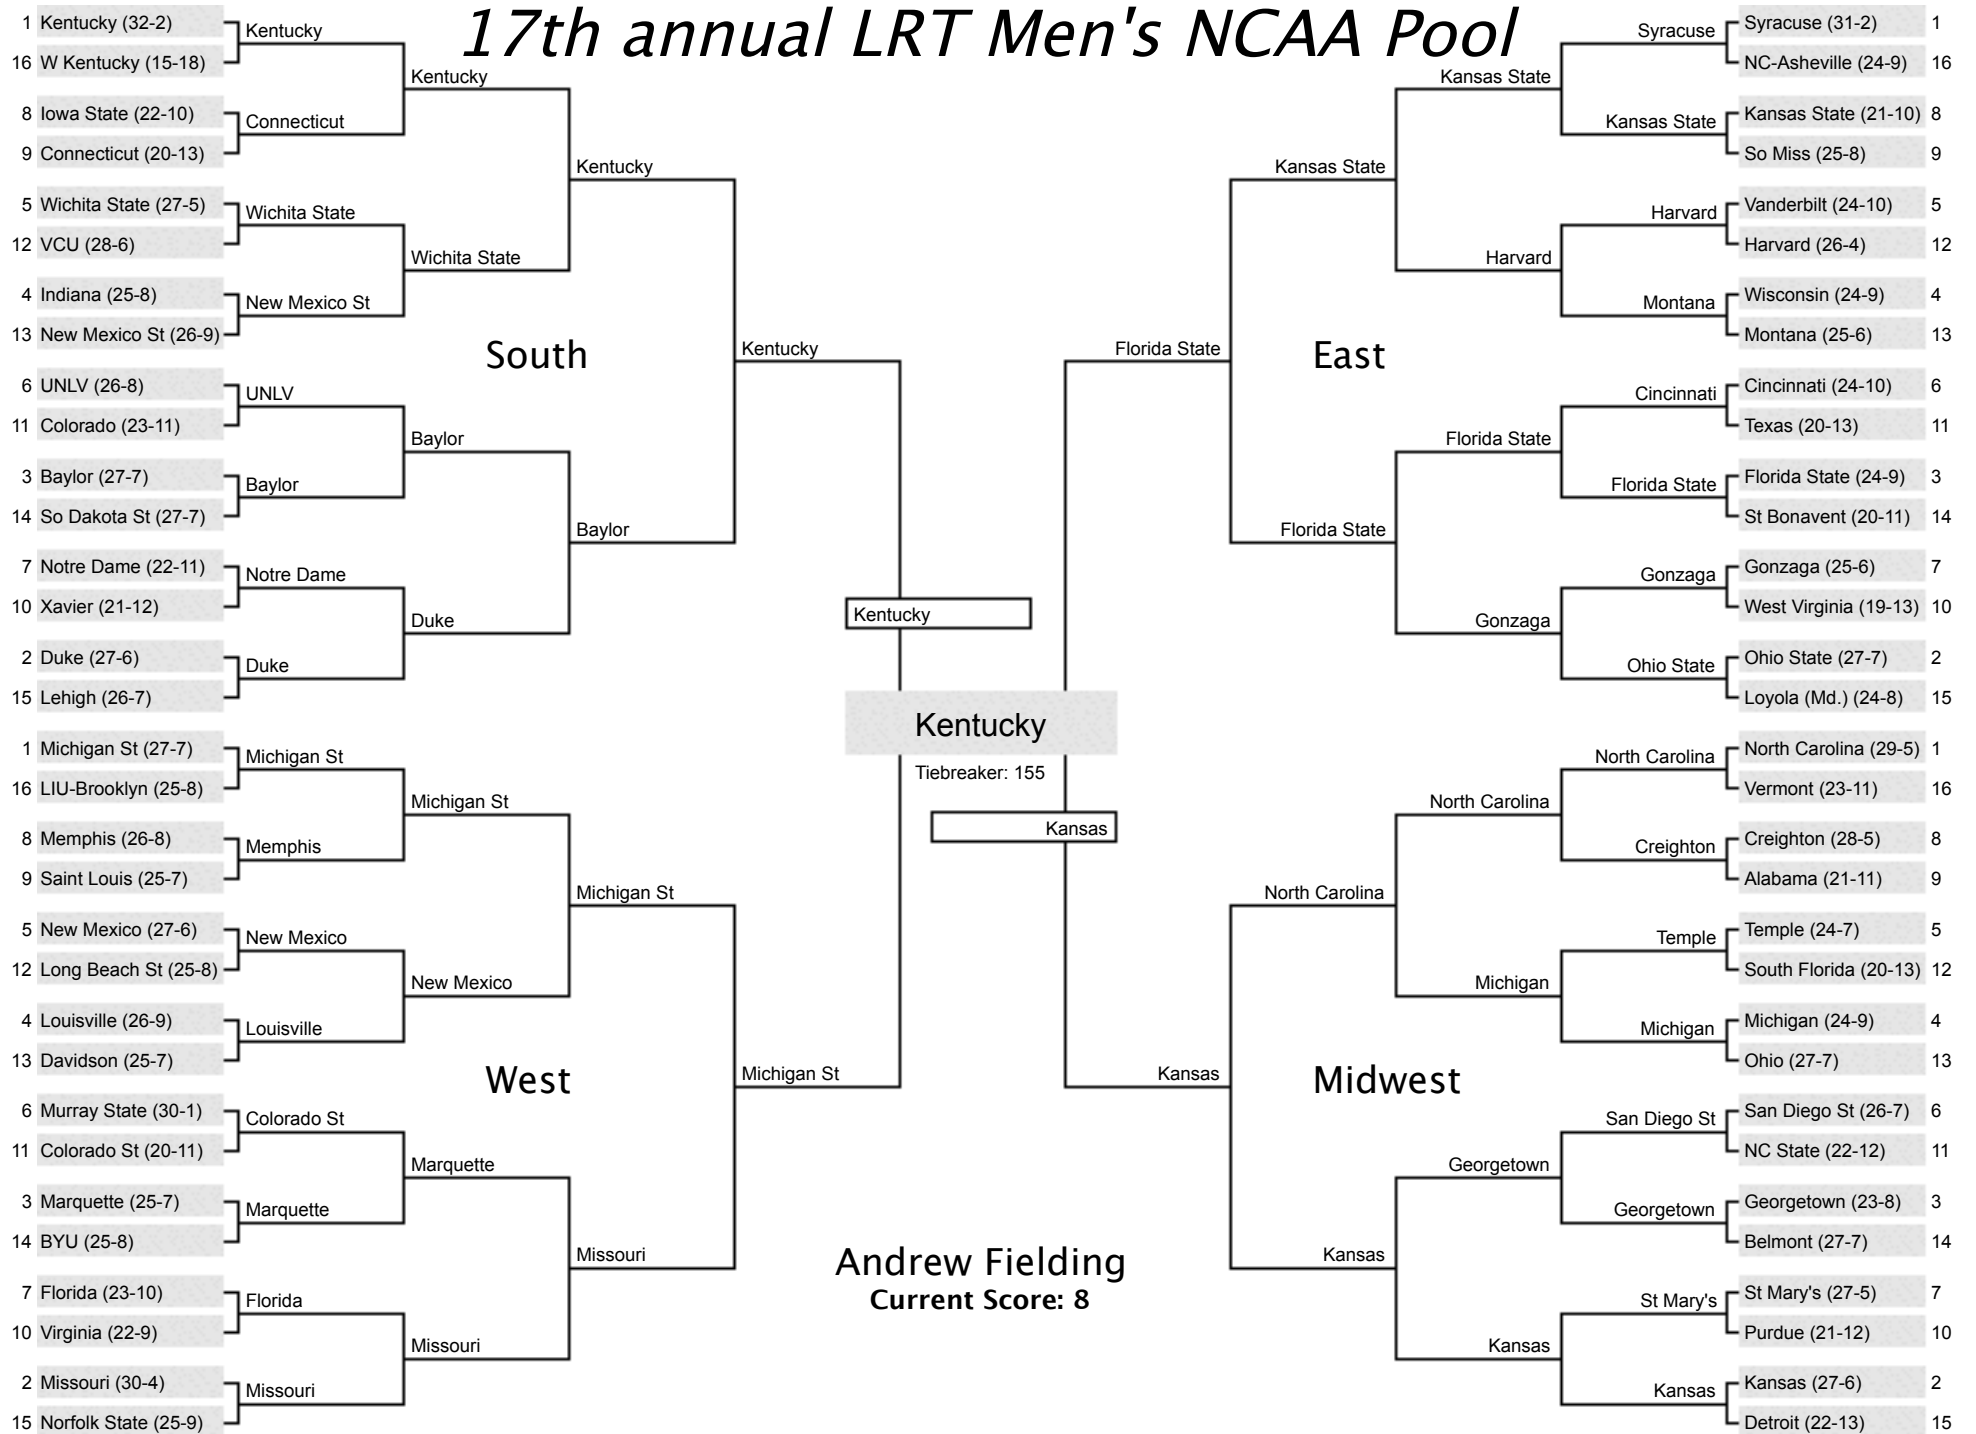 17th annual LRT Men's NCAA Pool
1 Kentucky (32-2)
16 W Kentucky (15-18)
8 Iowa State (22-10)
9 Connecticut (20-13)
5 Wichita State (27-5)
12 VCU (28-6)
4 Indiana (25-8)
13 New Mexico St (26-9)
6 UNLV (26-8)
11 Colorado (23-11)
3 Baylor (27-7)
14 So Dakota St (27-7)
7 Notre Dame (22-11)
10 Xavier (21-12)
2 Duke (27-6)
15 Lehigh (26-7)
Kentucky
Connecticut
Wichita State
New Mexico St
UNLV
Baylor
Notre Dame
Duke
Kentucky
Wichita State
Baylor
Duke
Kentucky
Baylor
Kentucky
South
1 Michigan St (27-7)
16 LIU-Brooklyn (25-8)
8 Memphis (26-8)
9 Saint Louis (25-7)
5 New Mexico (27-6)
12 Long Beach St (25-8)
4 Louisville (26-9)
13 Davidson (25-7)
6 Murray State (30-1)
11 Colorado St (20-11)
3 Marquette (25-7)
14 BYU (25-8)
7 Florida (23-10)
10 Virginia (22-9)
2 Missouri (30-4)
15 Norfolk State (25-9)
Michigan St
Memphis
New Mexico
Louisville
Colorado St
Marquette
Florida
Missouri
Michigan St
New Mexico
Marquette
Missouri
Michigan St
Missouri
Michigan St
West
Kentucky
Kentucky
Tiebreaker: 155
Kansas
Andrew Fielding
Current Score: 8
Syracuse (31-2) 1
NC-Asheville (24-9) 16
Kansas State (21-10) 8
So Miss (25-8) 9
Vanderbilt (24-10) 5
Harvard (26-4) 12
Wisconsin (24-9) 4
Montana (25-6) 13
Cincinnati (24-10) 6
Texas (20-13) 11
Florida State (24-9) 3
St Bonavent (20-11) 14
Gonzaga (25-6) 7
West Virginia (19-13) 10
Ohio State (27-7) 2
Loyola (Md.) (24-8) 15
Syracuse
Kansas State
Harvard
Montana
Cincinnati
Florida State
Gonzaga
Ohio State
Kansas State
Harvard
Florida State
Gonzaga
Kansas State
Florida State
Florida State
East
North Carolina (29-5) 1
Vermont (23-11) 16
Creighton (28-5) 8
Alabama (21-11) 9
Temple (24-7) 5
South Florida (20-13) 12
Michigan (24-9) 4
Ohio (27-7) 13
San Diego St (26-7) 6
NC State (22-12) 11
Georgetown (23-8) 3
Belmont (27-7) 14
St Mary's (27-5) 7
Purdue (21-12) 10
Kansas (27-6) 2
Detroit (22-13) 15
North Carolina
Creighton
Temple
Michigan
San Diego St
Georgetown
St Mary's
Kansas
North Carolina
Michigan
Georgetown
Kansas
North Carolina
Kansas
Kansas
Midwest